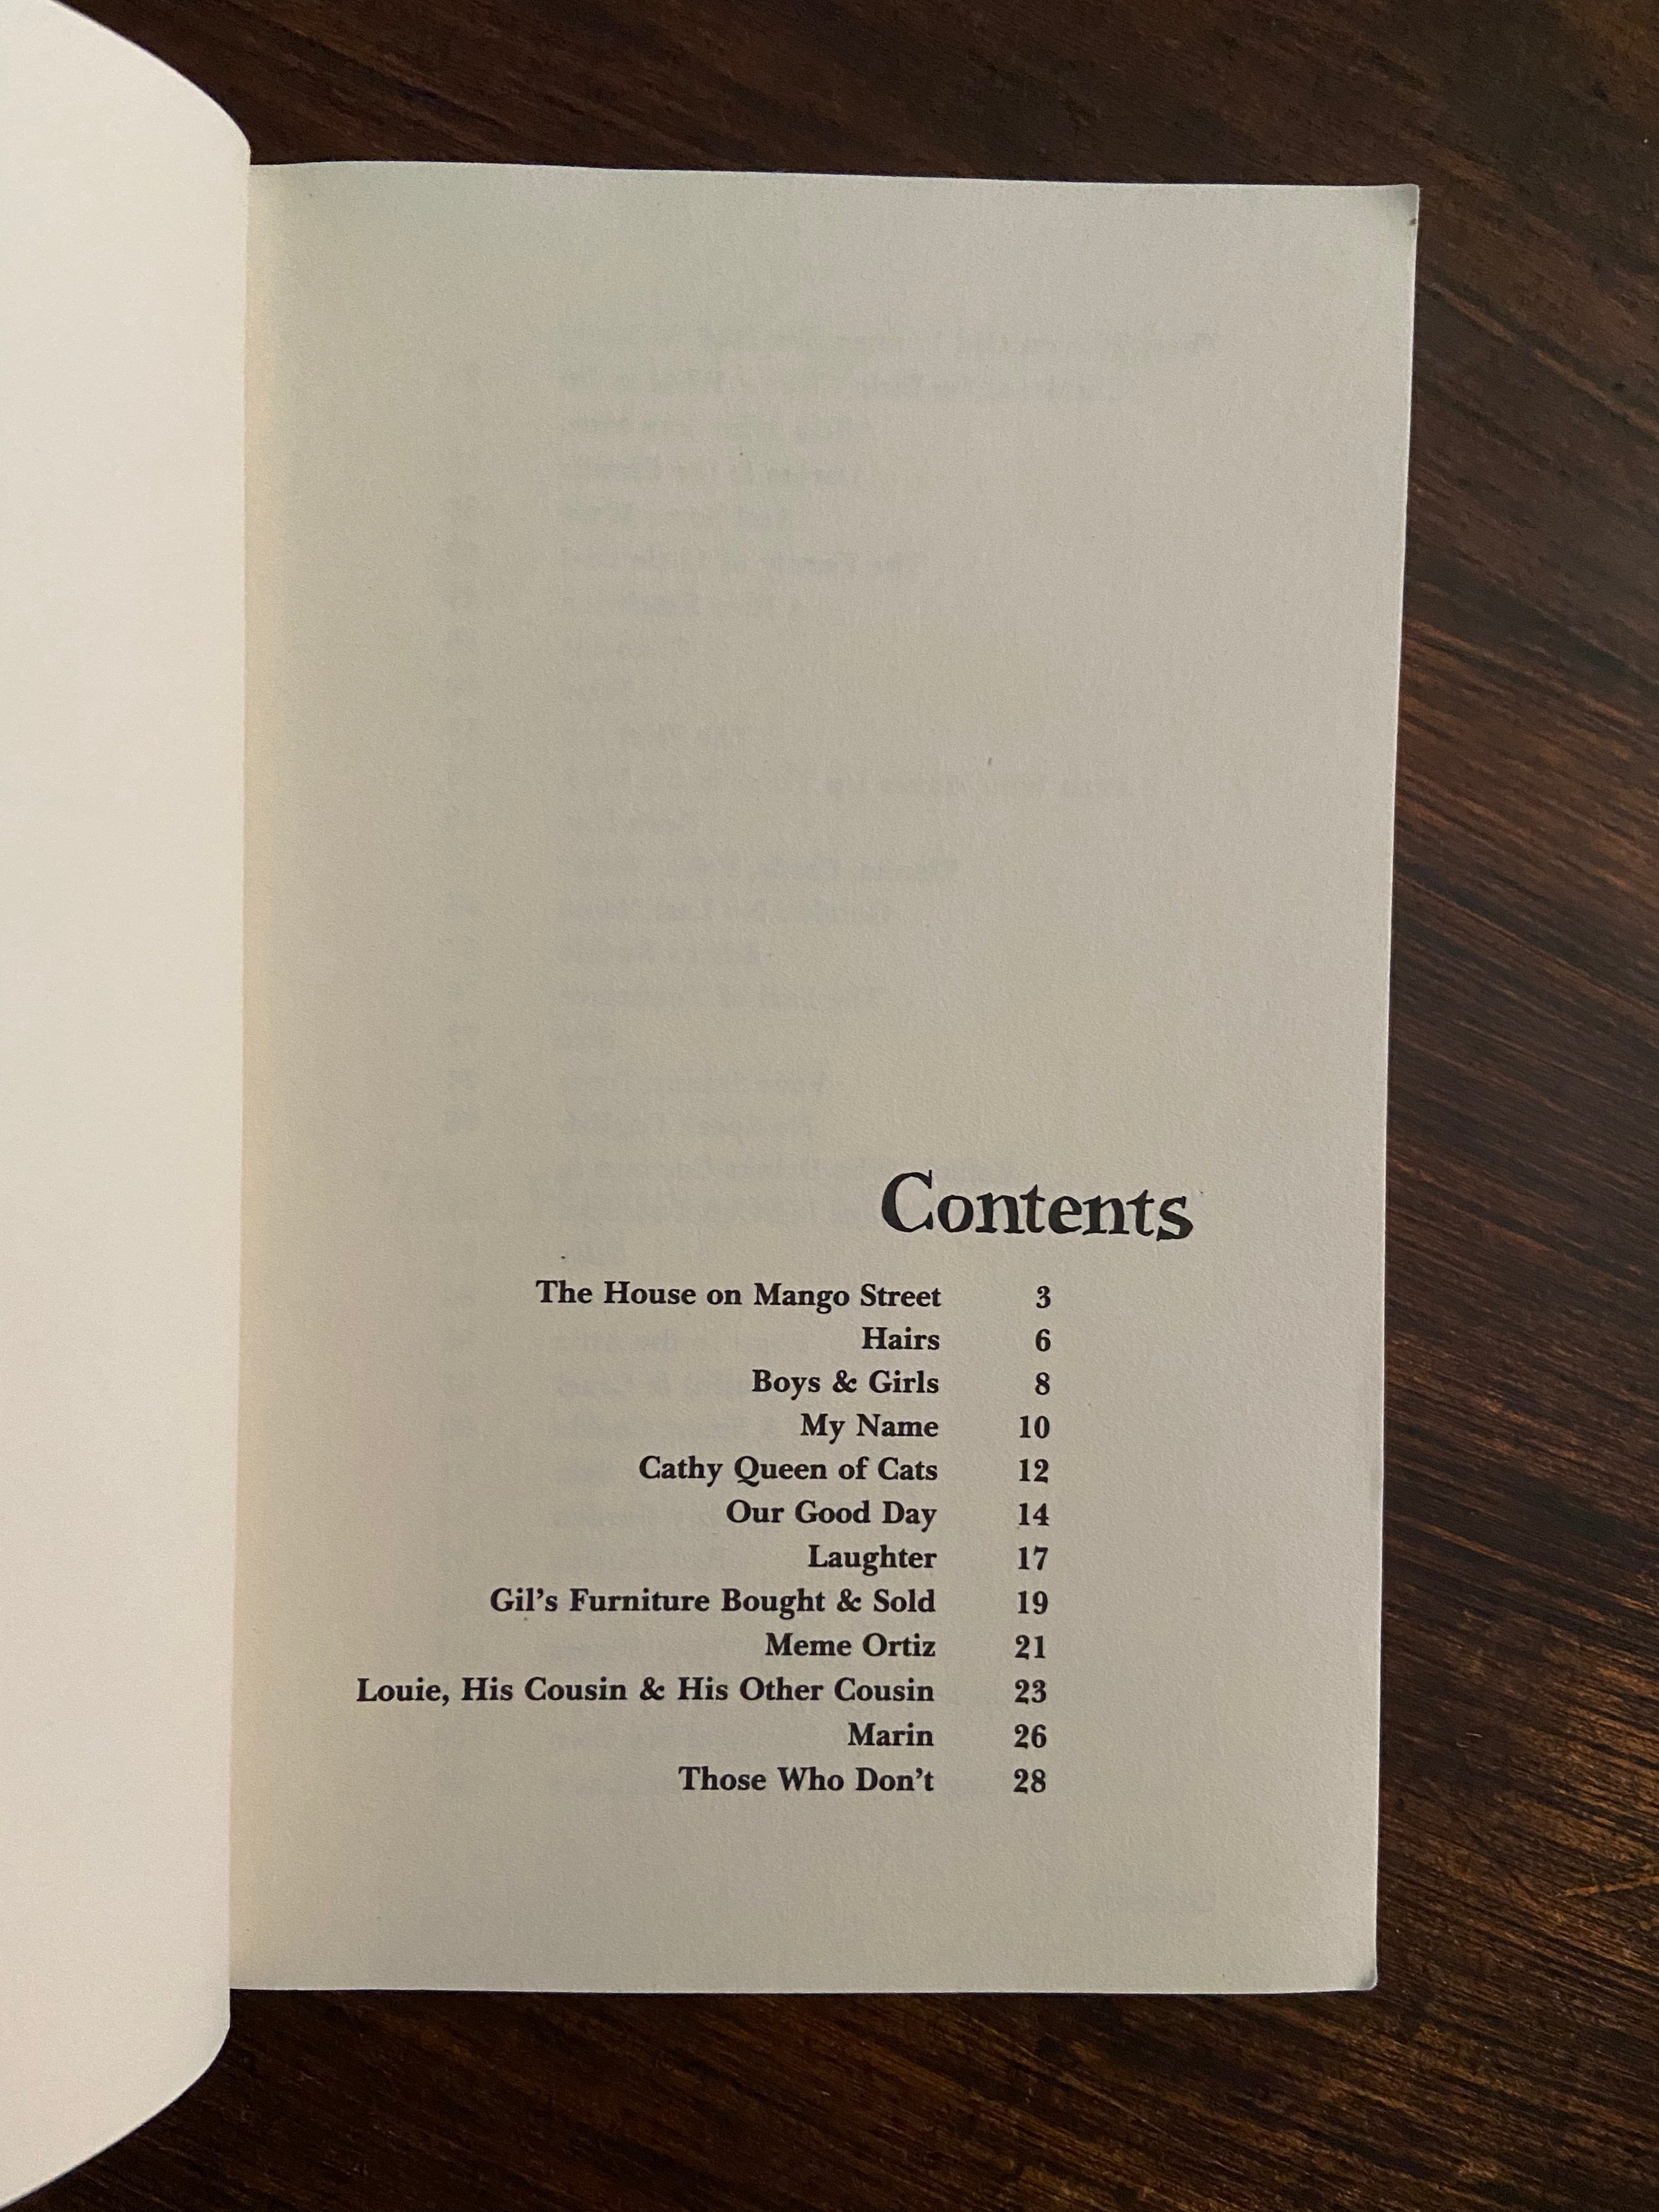 Contents
The House on Mango Street 3
Hairs 6
Boys & Girls 8
My Name 10
Cathy Queen of Cats 12
Our Good Day 14
Laughter 17
Gil’s Furniture Bought & Sold 19
Meme Ortiz 21
Louie, His Cousin & His Other Cousin 23
Marin 26
Those Who Don’t 28